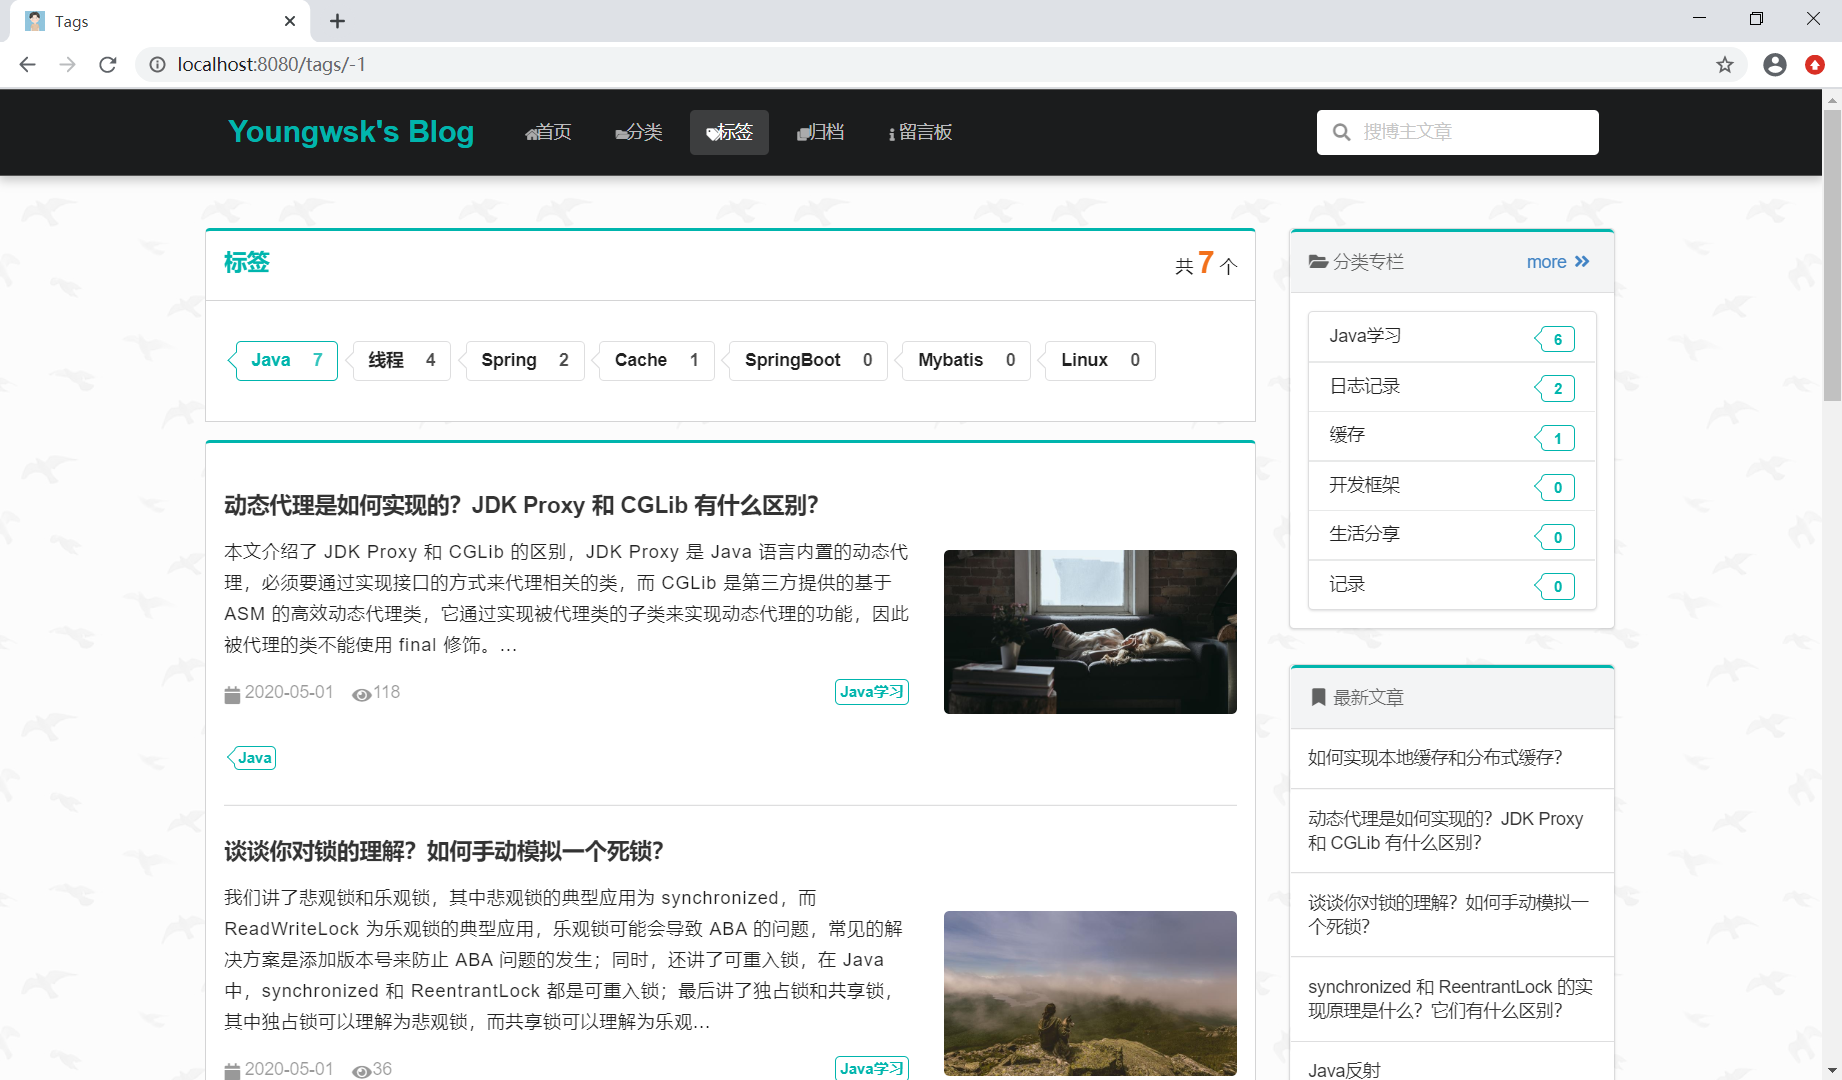 Tags
localhost:8080/tags/-1
Youngwsk's Blog
首页
分类
标签
归档
留言板
搜博主文章
标签
共 7 个
Java 7
线程 4
Spring 2
Cache 1
SpringBoot 0
Mybatis 0
Linux 0
动态代理是如何实现的？JDK Proxy 和 CGLib 有什么区别？
本文介绍了 JDK Proxy 和 CGLib 的区别，JDK Proxy 是 Java 语言内置的动态代
理，必须要通过实现接口的方式来代理相关的类，而 CGLib 是第三方提供的基于
ASM 的高效动态代理类，它通过实现被代理类的子类来实现动态代理的功能，因此
被代理的类不能使用 final 修饰。...
2020-05-01 118
Java学习
Java
谈谈你对锁的理解？如何手动模拟一个死锁？
我们讲了悲观锁和乐观锁，其中悲观锁的典型应用为 synchronized，而
ReadWriteLock 为乐观锁的典型应用，乐观锁可能会导致 ABA 的问题，常见的解
决方案是添加版本号来防止 ABA 问题的发生；同时，还讲了可重入锁，在 Java
中，synchronized 和 ReentrantLock 都是可重入锁；最后讲了独占锁和共享锁，
其中独占锁可以理解为悲观锁，而共享锁可以理解为乐观...
2020-05-01 36
Java学习
分类专栏 more
Java学习 6
日志记录 2
缓存 1
开发框架 0
生活分享 0
记录 0
最新文章
如何实现本地缓存和分布式缓存？
动态代理是如何实现的？JDK Proxy
和 CGLib 有什么区别？
谈谈你对锁的理解？如何手动模拟一
个死锁？
synchronized 和 ReentrantLock 的实
现原理是什么？它们有什么区别？
Java反射